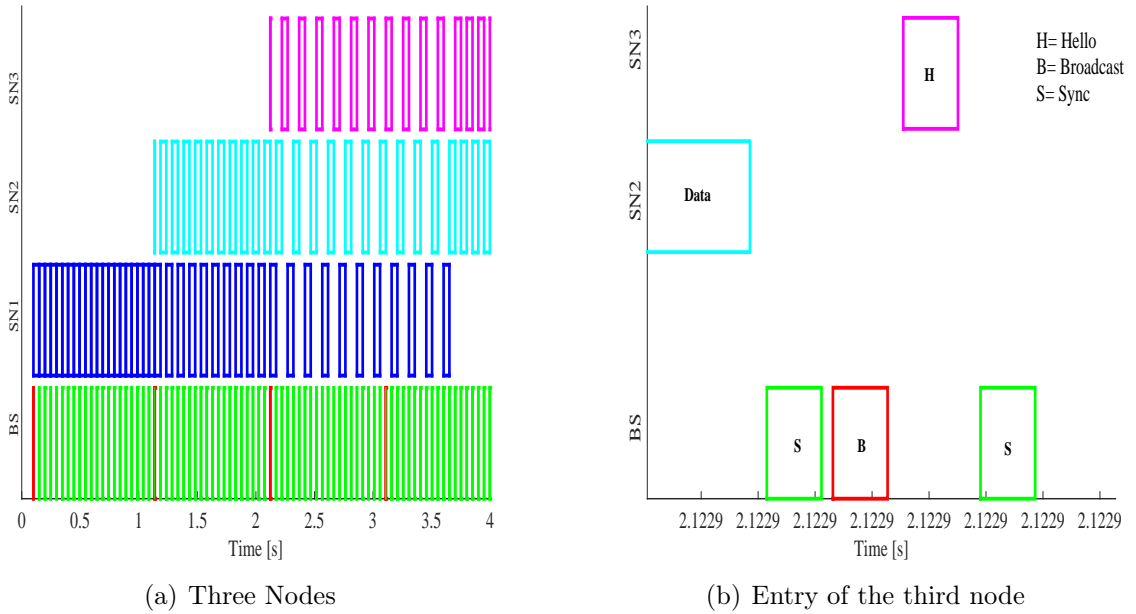 SN3
SN2
SN1
BS
0 0.5 1 1.5 2 2.5 3 3.5 4
Time [s]
(a) Three Nodes
SN3
SN2
BS
H
H= Hello
B= Broadcast
S= Sync
Data
S
B
S
2.1229 2.1229 2.1229 2.1229 2.1229 2.1229 2.1229 2.1229
Time [s]
(b) Entry of the third node